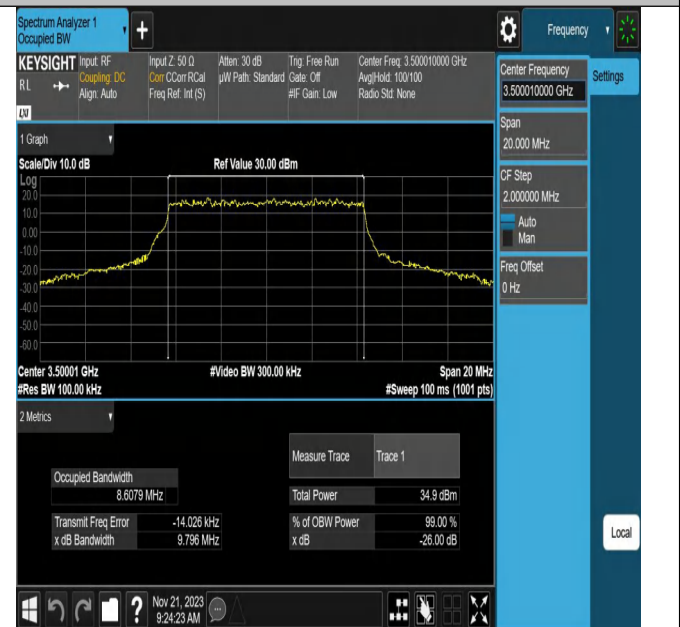 Spectrum Analyzer 1
Occupied BW
+
Frequency
KEYSIGHT
RL
LXI
Input: RF
Coupling: DC
Align: Auto
Input Z: 50 Ω
Corr CCorr RCal
Freq Ref: Int (S)
Atten: 30 dB
µW Path: Standard
Trig: Free Run
Gate: Off
#IF Gain: Low
Center Freq: 3.500010000 GHz
Avg|Hold: 100/100
Radio Std: None
Center Frequency
3.500010000 GHz
Settings
Span
20.000 MHz
CF Step
2.000000 MHz
Auto
Man
Freq Offset
0 Hz
1 Graph
Scale/Div 10.0 dB
Ref Value 30.00 dBm
Log
20.0
10.0
0.00
-10.0
-20.0
-30.0
-40.0
-50.0
-60.0
Center 3.50001 GHz
#Video BW 300.00 kHz
Span 20 MHz
#Res BW 100.00 kHz
#Sweep 100 ms (1001 pts)
2 Metrics
Measure Trace Trace 1
Occupied Bandwidth
8.6079 MHz
Total Power 34.9 dBm
Transmit Freq Error -14.026 kHz
% of OBW Power 99.00 %
x dB Bandwidth 9.796 MHz
x dB -26.00 dB
Local
?
Nov 21, 2023
9:24:23 AM